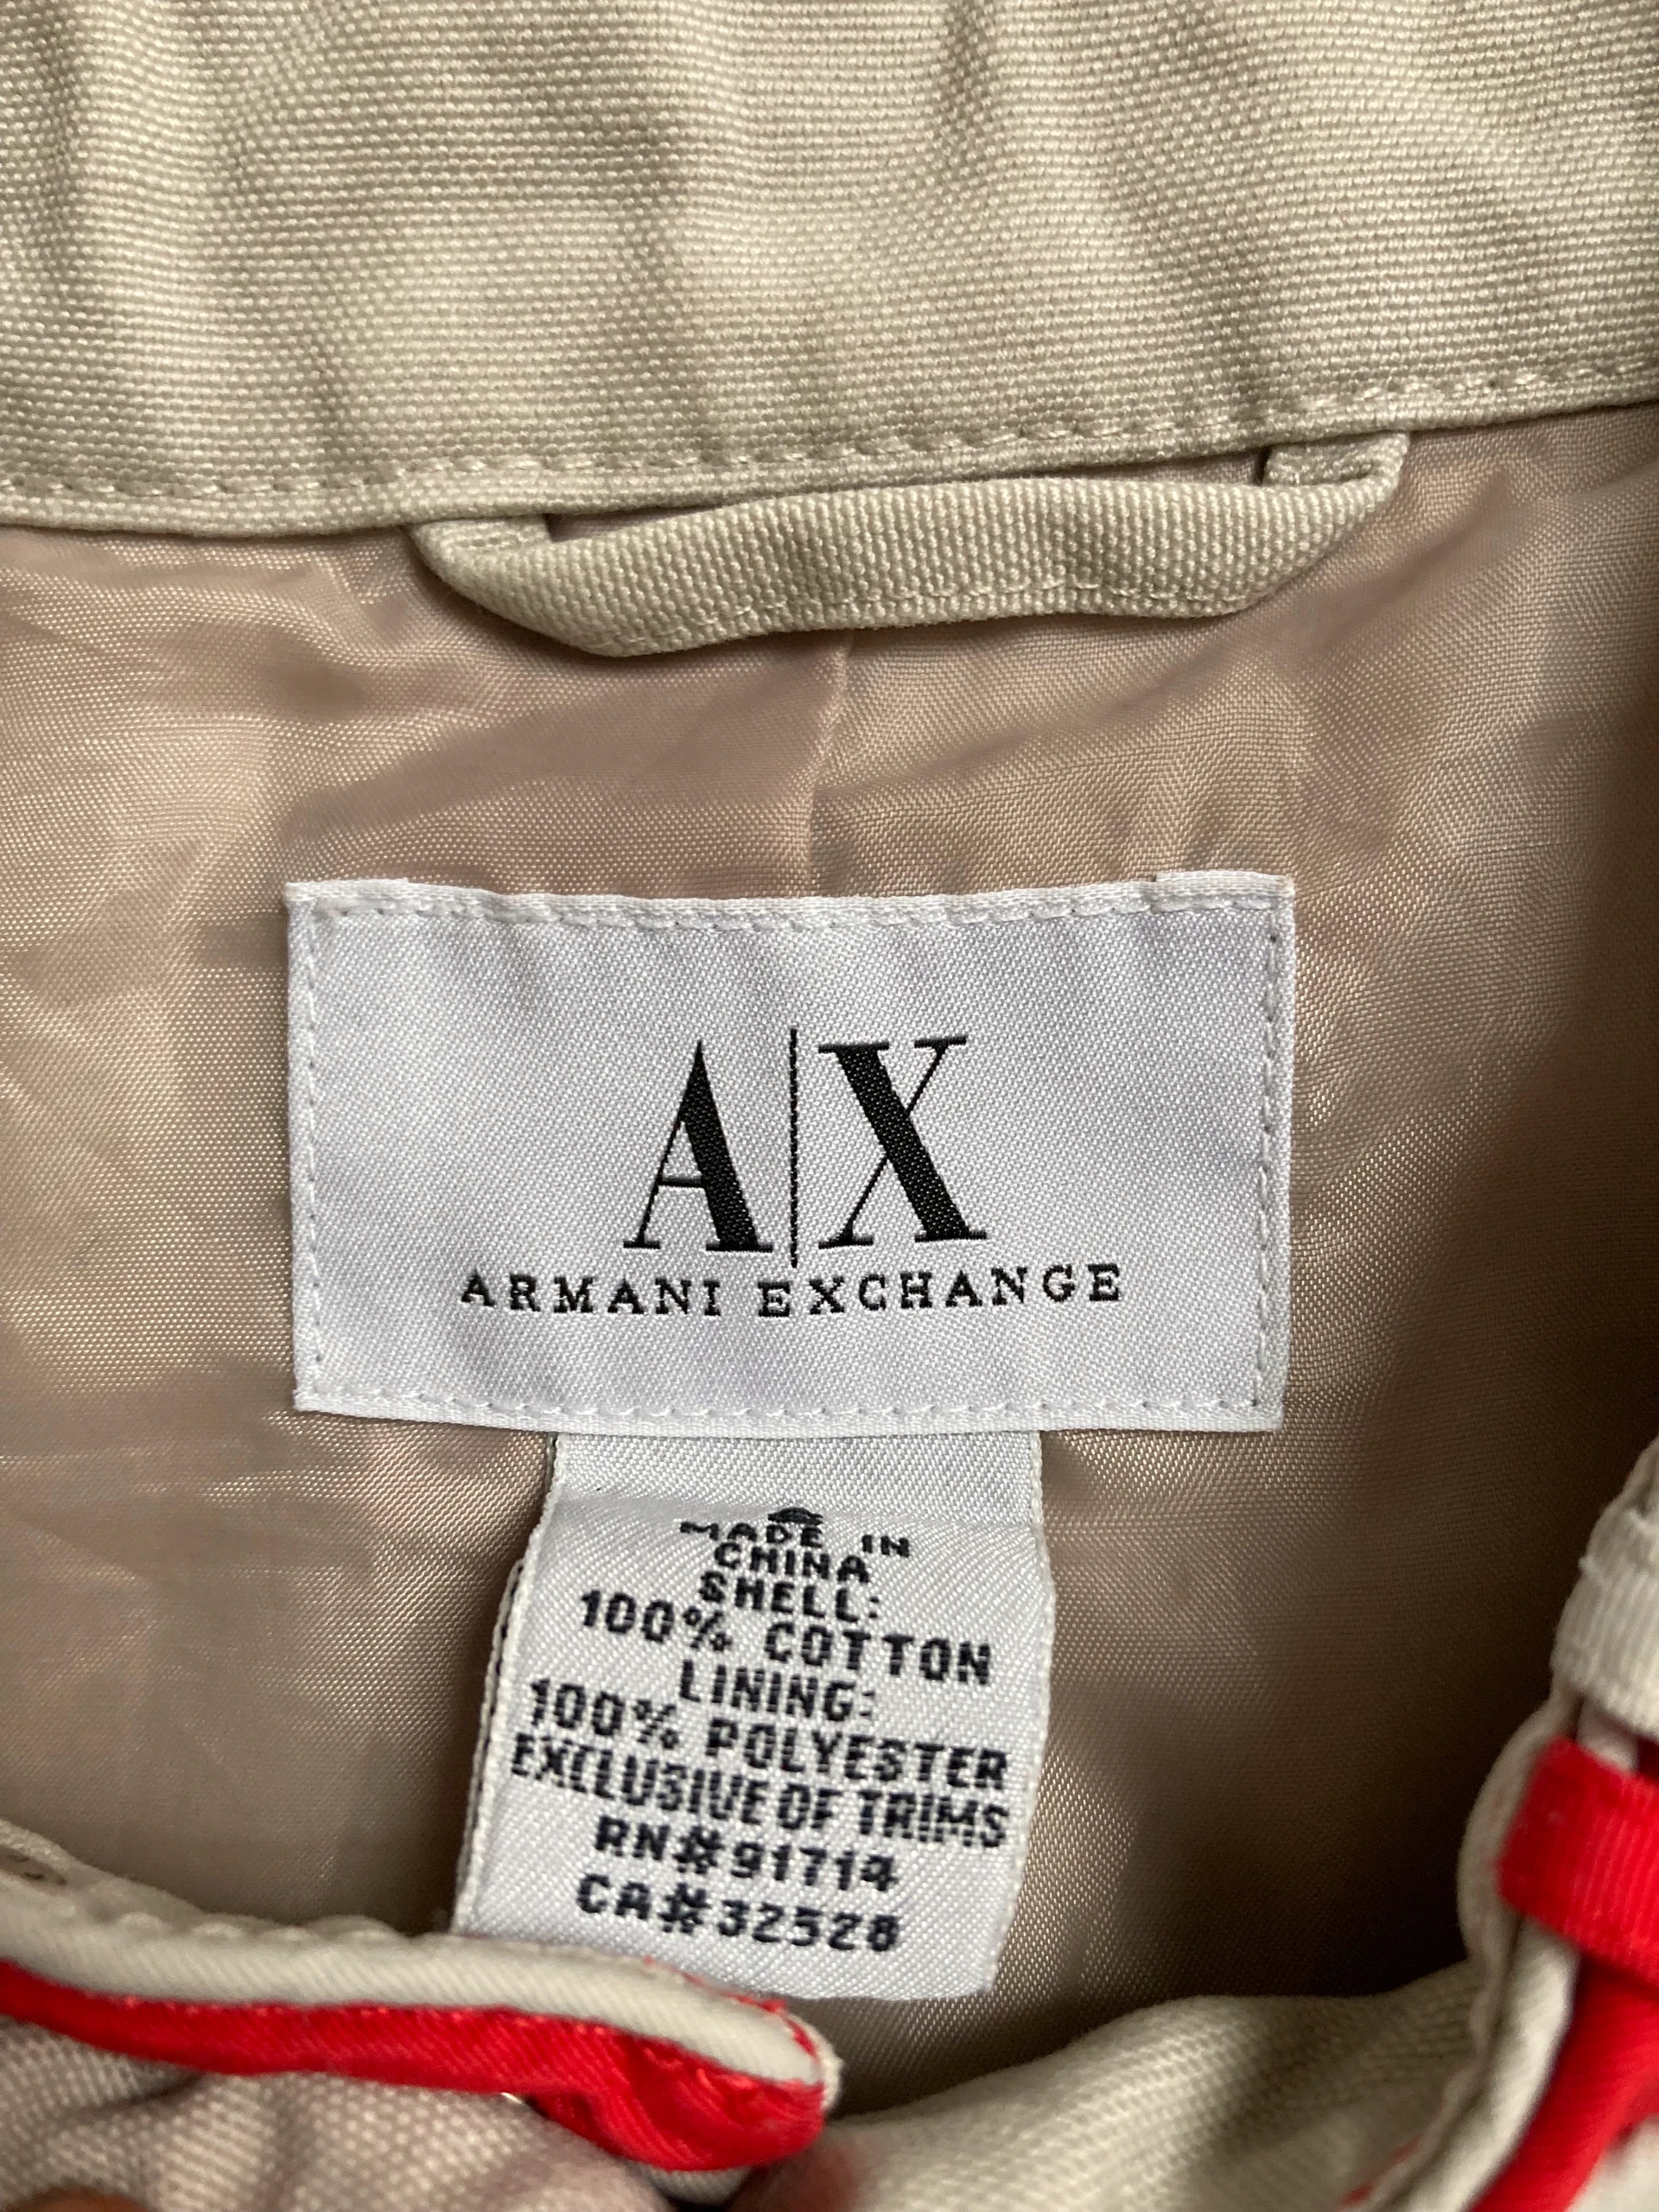 A|X
ARMANI EXCHANGE
MADE IN
CHINA
SHELL:
100% COTTON
LINING:
100% POLYESTER
EXCLUSIVE OF TRIMS
RN#91714
CA#32528